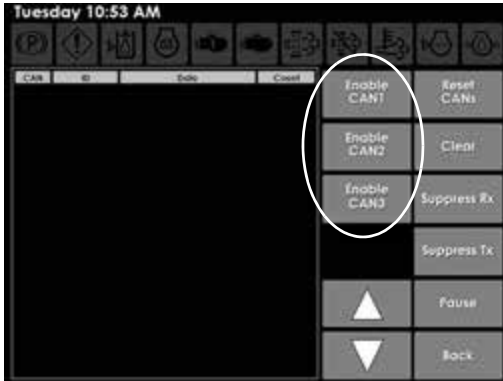 Tuesday 10:53 AM
(P)
CAN ID Data Count
Enable
CAN1
Reset
CANs
Enable
CAN2
Clear
Enable
CAN3
Suppress Rx
Suppress Tx
Pause
Back